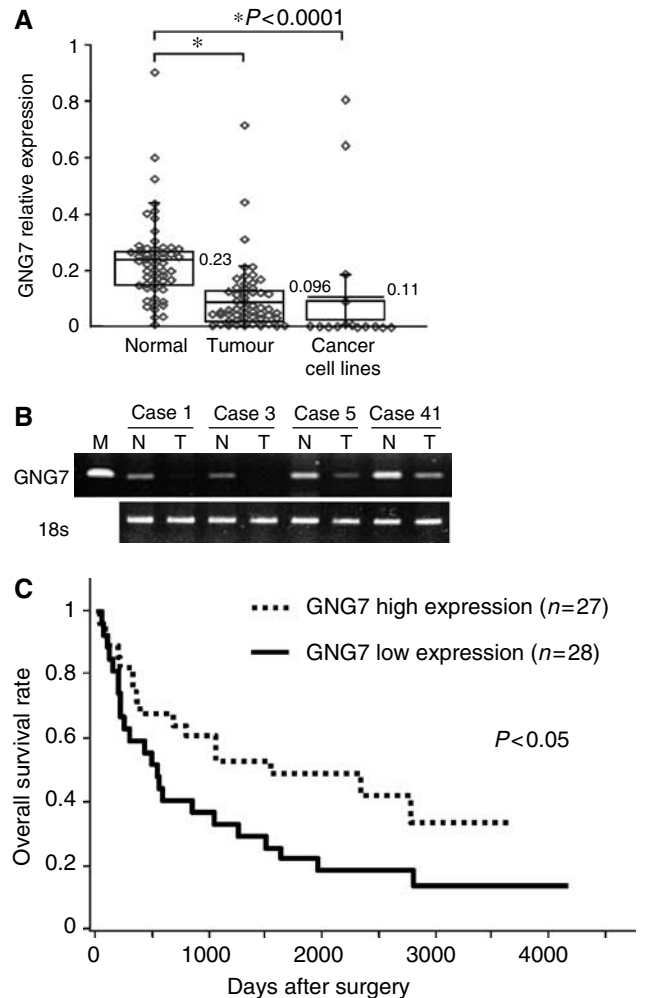 A
*P<0.0001
*
GNG7 relative expression
1
0.8
0.6
0.4
0.2
0
0.23
0.096
0.11
Normal Tumour Cancer cell lines
B
Case 1 Case 3 Case 5 Case 41
M N T N T N T N T
GNG7
18s
C
GNG7 high expression (n=27)
GNG7 low expression (n=28)
P<0.05
Overall survival rate
1
0.8
0.6
0.4
0.2
0
0 1000 2000 3000 4000
Days after surgery